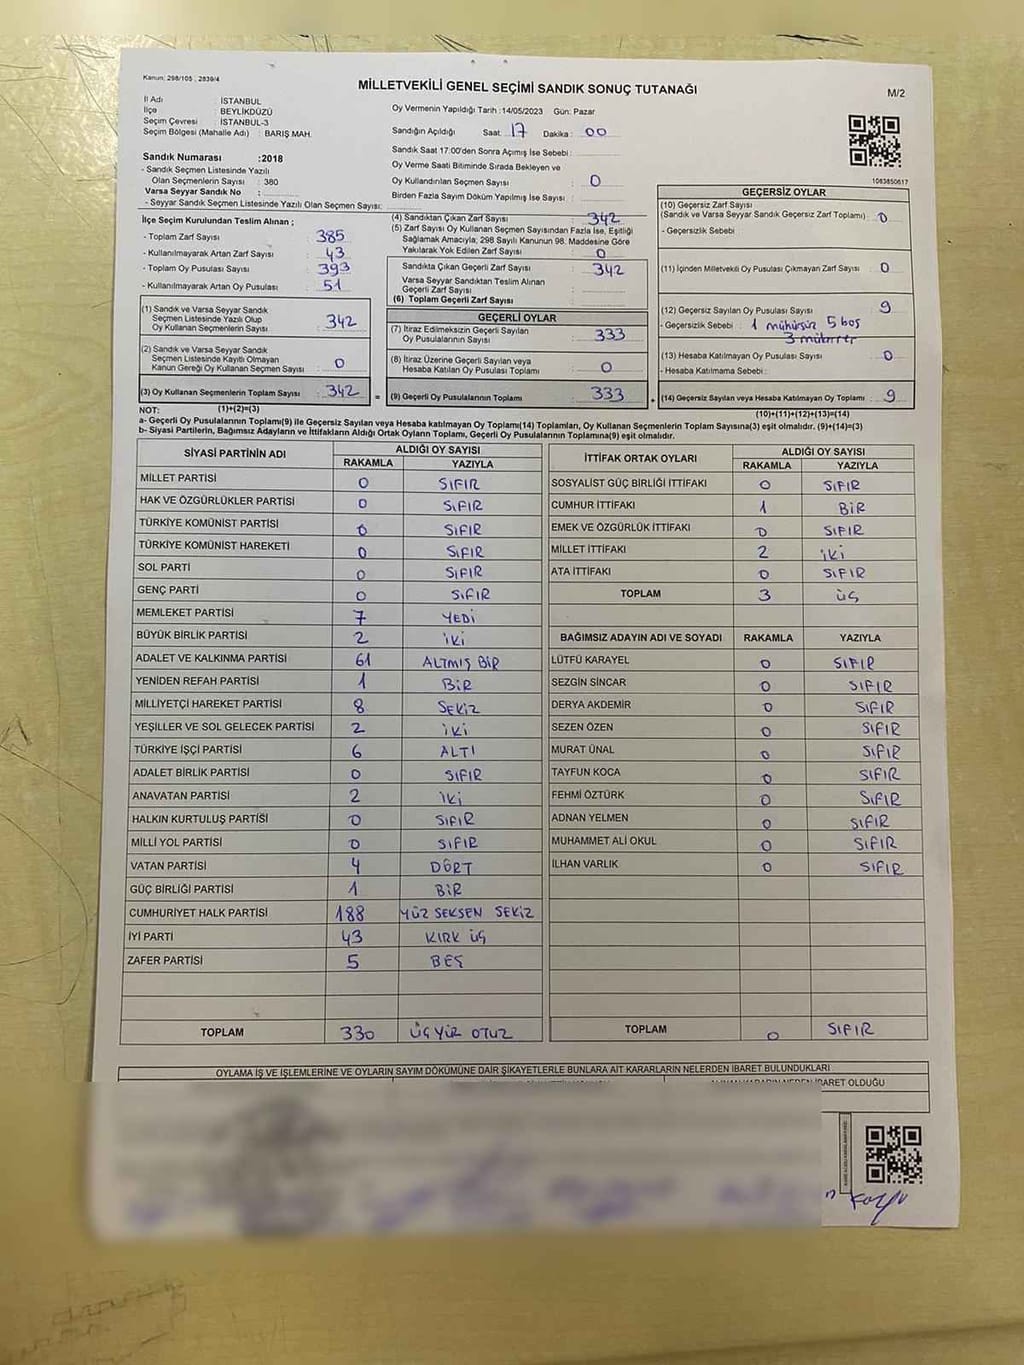 Kanun: 298/105 , 2839/4
MİLLETVEKİLİ GENEL SEÇİMİ SANDIK SONUÇ TUTANAĞI
M/2
İl Adı : İSTANBUL
İlçe : BEYLİKDÜZÜ
Seçim Çevresi : İSTANBUL-3
Seçim Bölgesi (Mahalle Adı) : BARIŞ MAH.
Oy Vermenin Yapıldığı Tarih :14/05/2023 Gün: Pazar
Sandığın Açıldığı Saat: 17 Dakika : 00
Sandık Saat 17:00'den Sonra Açımış İse Sebebi :
Oy Verme Saati Bitiminde Sırada Bekleyen ve
Oy Kullandırılan Seçmen Sayısı : 0
Birden Fazla Sayım Döküm Yapılmış İse Sayısı :
1083850617
Sandık Numarası :2018
- Sandık Seçmen Listesinde Yazılı
Olan Seçmenlerin Sayısı : 380
Varsa Seyyar Sandık No :
- Seyyar Sandık Seçmen Listesinde Yazılı Olan Seçmen Sayısı:
İlçe Seçim Kurulundan Teslim Alınan ;
- Toplam Zarf Sayısı : 385
- Kullanılmayarak Artan Zarf Sayısı : 43
- Toplam Oy Pusulası Sayısı : 393
- Kullanılmayarak Artan Oy Pusulası : 51
(4) Sandıktan Çıkan Zarf Sayısı : 342
(5) Zarf Sayısı Oy Kullanan Seçmen Sayısından Fazla İse, Eşitliği
Sağlamak Amacıyla; 298 Sayılı Kanunun 98. Maddesine Göre
Yakılarak Yok Edilen Zarf Sayısı : 0
Sandıkta Çıkan Geçerli Zarf Sayısı : 342
Varsa Seyyar Sandıktan Teslim Alınan
Geçerli Zarf Sayısı :
(6) Toplam Geçerli Zarf Sayısı :
GEÇERSİZ OYLAR
(10) Geçersiz Zarf Sayısı
(Sandık ve Varsa Seyyar Sandık Geçersiz Zarf Toplamı) : 0
- Geçersizlik Sebebi :
(11) İçinden Milletvekili Oy Pusulası Çıkmayan Zarf Sayısı : 0
(12) Geçersiz Sayılan Oy Pusulası Sayısı : 9
- Geçersizlik Sebebi : 1 mühürsüz 5 boş
3 mükerrer
(13) Hesaba Katılmayan Oy Pusulası Sayısı : 0
- Hesaba Katılmama Sebebi :
(14) Geçersiz Sayılan veya Hesaba Katılmayan Oy Toplamı : 9
(1) Sandık ve Varsa Seyyar Sandık
Seçmen Listesinde Yazılı Olup
Oy Kullanan Seçmenlerin Sayısı : 342
(2) Sandık ve Varsa Seyyar Sandık
Seçmen Listesinde Kayıtlı Olmayan
Kanun Gereği Oy Kullanan Seçmen Sayısı : 0
(3) Oy Kullanan Seçmenlerin Toplam Sayısı : 342 =
GEÇERLİ OYLAR
(7) İtiraz Edilmeksizin Geçerli Sayılan
Oy Pusulalarının Sayısı : 333
(8) İtiraz Üzerine Geçerli Sayılan veya
Hesaba Katılan Oy Pusulası Toplamı : 0
(9) Geçerli Oy Pusulalarının Toplamı : 333 +
NOT: (1)+(2)=(3)
(10)+(11)+(12)+(13)=(14)
a- Geçerli Oy Pusulalarının Toplamı(9) ile Geçersiz Sayılan veya Hesaba katılmayan Oy Toplamı(14) Toplamları, Oy Kullanan Seçmenlerin Toplam Sayısına(3) eşit olmalıdır. (9)+(14)=(3)
b- Siyasi Partilerin, Bağımsız Adayların ve İttifakların Aldığı Ortak Oyların Toplamı, Geçerli Oy Pusulalarının Toplamına(9) eşit olmalıdır.
SİYASİ PARTİNİN ADI ALDIĞI OY SAYISI
RAKAMLA YAZIYLA
MİLLET PARTİSİ 0 SIFIR
HAK VE ÖZGÜRLÜKLER PARTİSİ 0 SIFIR
TÜRKİYE KOMÜNİST PARTİSİ 0 SIFIR
TÜRKİYE KOMÜNİST HAREKETİ 0 SIFIR
SOL PARTİ 0 SIFIR
GENÇ PARTİ 0 SIFIR
MEMLEKET PARTİSİ 7 YEDİ
BÜYÜK BİRLİK PARTİSİ 2 İKİ
ADALET VE KALKINMA PARTİSİ 61 ALTMIŞ BİR
YENİDEN REFAH PARTİSİ 1 BİR
MİLLİYETÇİ HAREKET PARTİSİ 8 SEKİZ
YEŞİLLER VE SOL GELECEK PARTİSİ 2 İKİ
TÜRKİYE İŞÇİ PARTİSİ 6 ALTI
ADALET BİRLİK PARTİSİ 0 SIFIR
ANAVATAN PARTİSİ 2 İKİ
HALKIN KURTULUŞ PARTİSİ 0 SIFIR
MİLLİ YOL PARTİSİ 0 SIFIR
VATAN PARTİSİ 4 DÖRT
GÜÇ BİRLİĞİ PARTİSİ 1 BİR
CUMHURİYET HALK PARTİSİ 188 YÜZ SEKSEN SEKİZ
İYİ PARTİ 43 KIRK ÜÇ
ZAFER PARTİSİ 5 BEŞ
TOPLAM 330 ÜÇ YÜZ OTUZ
İTTİFAK ORTAK OYLARI ALDIĞI OY SAYISI
RAKAMLA YAZIYLA
SOSYALİST GÜÇ BİRLİĞİ İTTİFAKI 0 SIFIR
CUMHUR İTTİFAKI 1 BİR
EMEK VE ÖZGÜRLÜK İTTİFAKI 0 SIFIR
MİLLET İTTİFAKI 2 İKİ
ATA İTTİFAKI 0 SIFIR
TOPLAM 3 ÜÇ
BAĞIMSIZ ADAYIN ADI VE SOYADI RAKAMLA YAZIYLA
LÜTFÜ KARAYEL 0 SIFIR
SEZGİN SİNCAR 0 SIFIR
DERYA AKDEMİR 0 SIFIR
SEZEN ÖZEN 0 SIFIR
MURAT ÜNAL 0 SIFIR
TAYFUN KOCA 0 SIFIR
FEHMİ ÖZTÜRK 0 SIFIR
ADNAN YELMEN 0 SIFIR
MUHAMMET ALİ OKUL 0 SIFIR
İLHAN VARLIK 0 SIFIR
TOPLAM 0 SIFIR
OYLAMA İŞ VE İŞLEMLERİNE VE OYLARIN SAYIM DÖKÜMÜNE DAİR ŞİKAYETLERLE BUNLARA AİT KARARLARIN NELERDEN İBARET BULUNDUKLARI
İBARET OLDUĞU